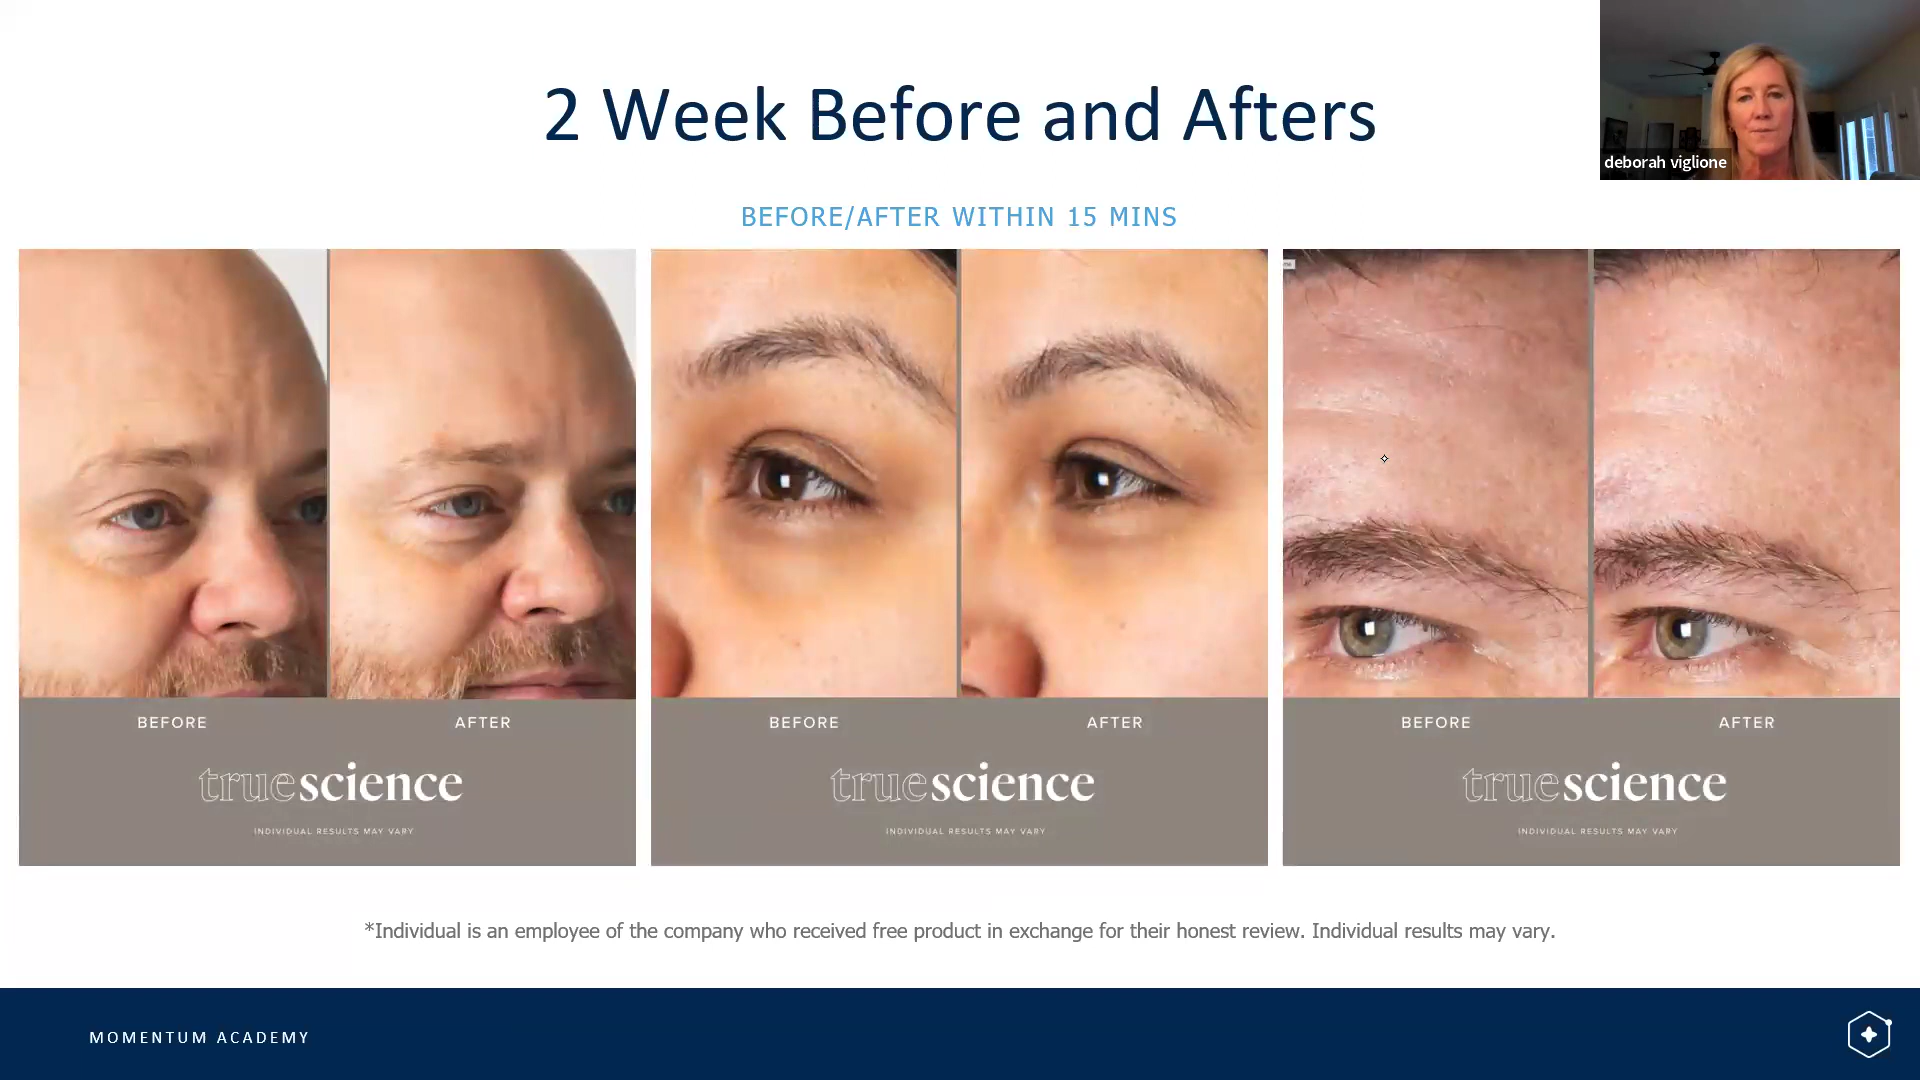 2 Week Before and Afters
deborah viglione
BEFORE/AFTER WITHIN 15 MINS
BEFORE AFTER
truescience
INDIVIDUAL RESULTS MAY VARY
BEFORE AFTER
truescience
INDIVIDUAL RESULTS MAY VARY
BEFORE AFTER
truescience
INDIVIDUAL RESULTS MAY VARY
*Individual is an employee of the company who received free product in exchange for their honest review. Individual results may vary.
MOMENTUM ACADEMY